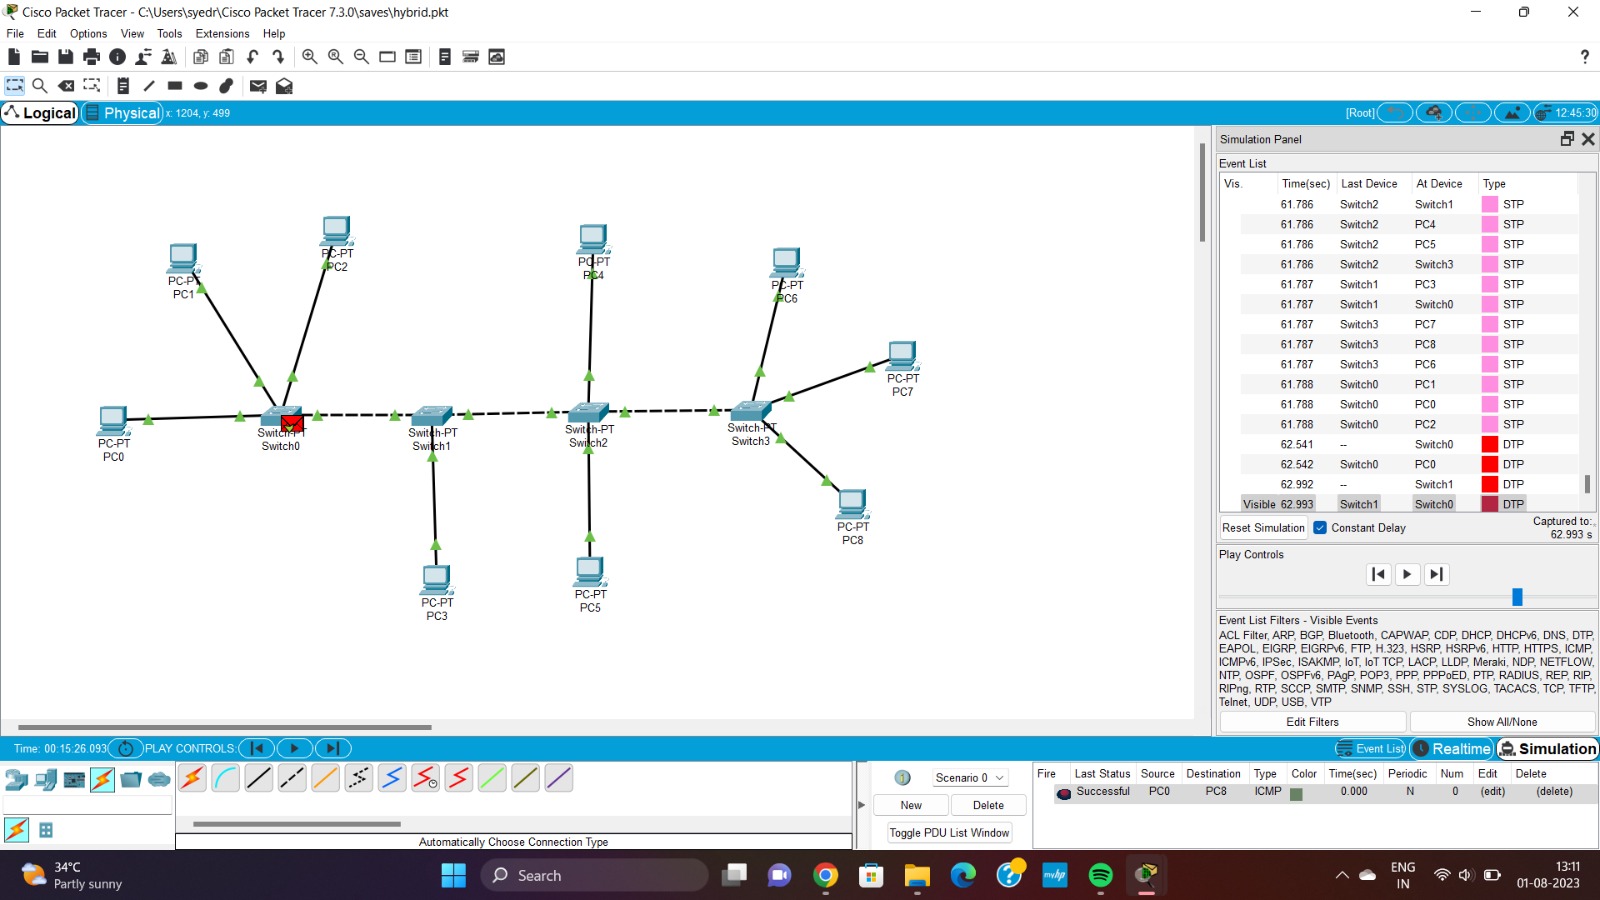 Cisco Packet Tracer - C:\Users\syedr\Cisco Packet Tracer 7.3.0\saves\hybrid.pkt
File Edit Options View Tools Extensions Help
Logical Physical x: 1204, y: 499 [Root] 12:45:30
Simulation Panel
Event List
Vis. Time(sec) Last Device At Device Type
61.786 Switch2 Switch1 STP
61.786 Switch2 PC4 STP
61.786 Switch2 PC5 STP
61.786 Switch2 Switch3 STP
61.787 Switch1 PC3 STP
61.787 Switch1 Switch0 STP
61.787 Switch3 PC7 STP
61.787 Switch3 PC8 STP
61.787 Switch3 PC6 STP
61.788 Switch0 PC1 STP
61.788 Switch0 PC0 STP
61.788 Switch0 PC2 STP
62.541 -- Switch0 DTP
62.542 Switch0 PC0 DTP
62.992 -- Switch1 DTP
Visible 62.993 Switch1 Switch0 DTP
Reset Simulation Constant Delay Captured to:
62.993 s
Play Controls
Event List Filters - Visible Events
ACL Filter, ARP, BGP, Bluetooth, CAPWAP, CDP, DHCP, DHCPv6, DNS, DTP,
EAPOL, EIGRP, EIGRPv6, FTP, H.323, HSRP, HSRPv6, HTTP, HTTPS, ICMP,
ICMPv6, IPSec, ISAKMP, IoT, IoT TCP, LACP, LLDP, Meraki, NDP, NETFLOW,
NTP, OSPF, OSPFv6, PAgP, POP3, PPP, PPPoED, PTP, RADIUS, REP, RIP,
RIPng, RTP, SCCP, SMTP, SNMP, SSH, STP, SYSLOG, TACACS, TCP, TFTP,
Telnet, UDP, USB, VTP
Edit Filters Show All/None
PC-PT
PC1
PC-PT
PC2
PC-PT
PC4
PC-PT
PC6
PC-PT
PC7
PC-PT
PC0
Switch-PT
Switch0
Switch-PT
Switch1
Switch-PT
Switch2
Switch-PT
Switch3
PC-PT
PC8
PC-PT
PC3
PC-PT
PC5
Time: 00:15:26.093 PLAY CONTROLS: Event List Realtime Simulation
Scenario 0
New Delete
Toggle PDU List Window
Fire Last Status Source Destination Type Color Time(sec) Periodic Num Edit Delete
Successful PC0 PC8 ICMP 0.000 N 0 (edit) (delete)
Automatically Choose Connection Type
34°C
Partly sunny
Search
myhp
ENG
IN
13:11
01-08-2023